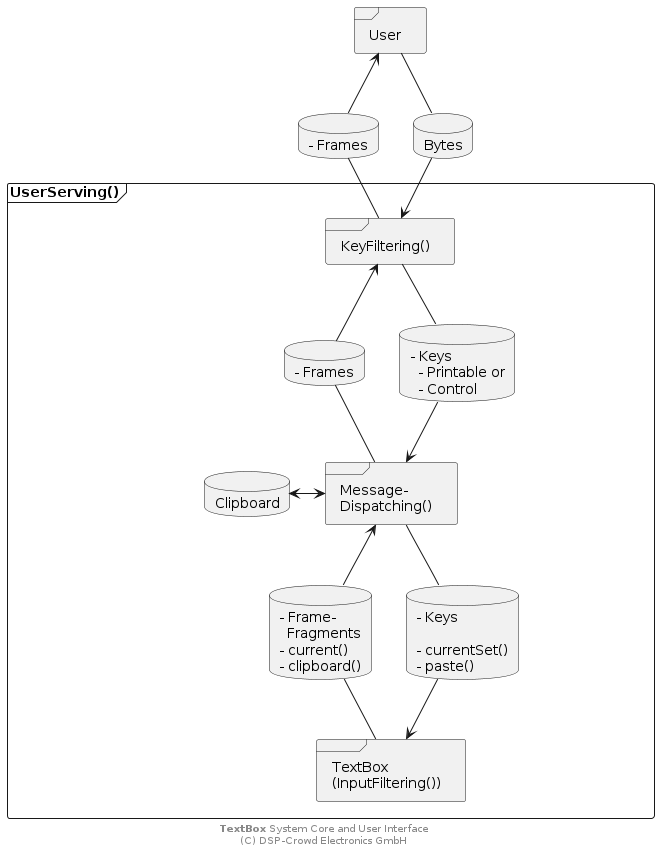 User
- Frames
Bytes
UserServing()
KeyFiltering()
- Frames
- Keys
- Printable or
- Control
Clipboard
Message-
Dispatching()
- Frame-
Fragments
- current()
- clipboard()
- Keys
- currentSet()
- paste()
TextBox
(InputFiltering())
TextBox System Core and User Interface
(C) DSP-Crowd Electronics GmbH